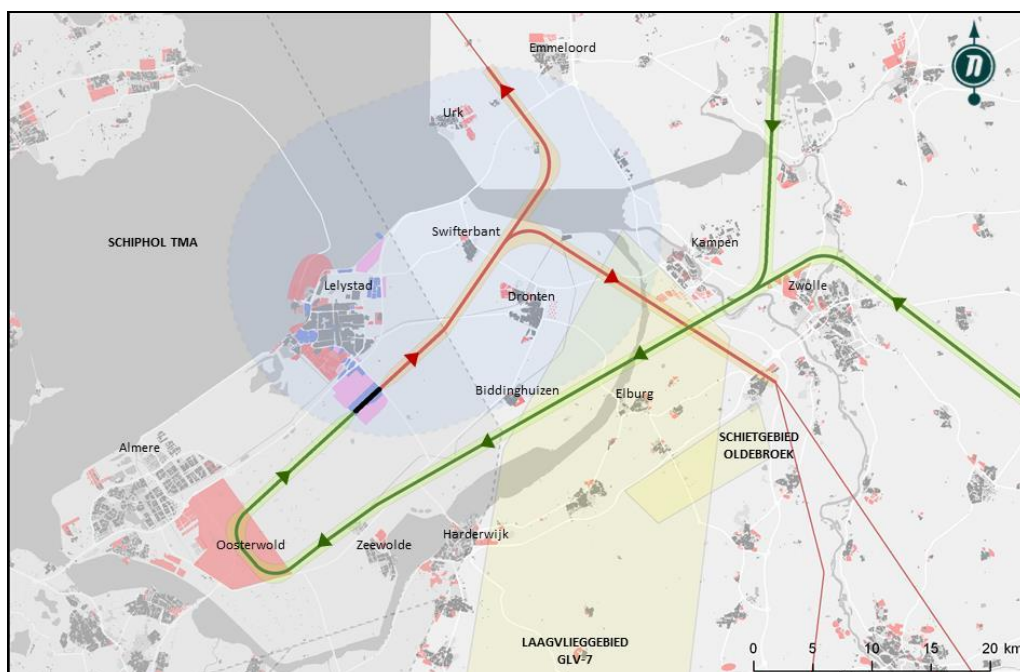 Emmeloord
n
Urk
SCHIPHOL TMA
Swifterbant
Kampen
Lelystad
Zwolle
Dronten
Biddinghuizen
Elburg
Almere
SCHIETGEBIED
OLDEBROEK
Oosterwold
Zeewolde
Harderwijk
LAAGVLIEGGEBIED
GLV-7
0 5 10 20 km